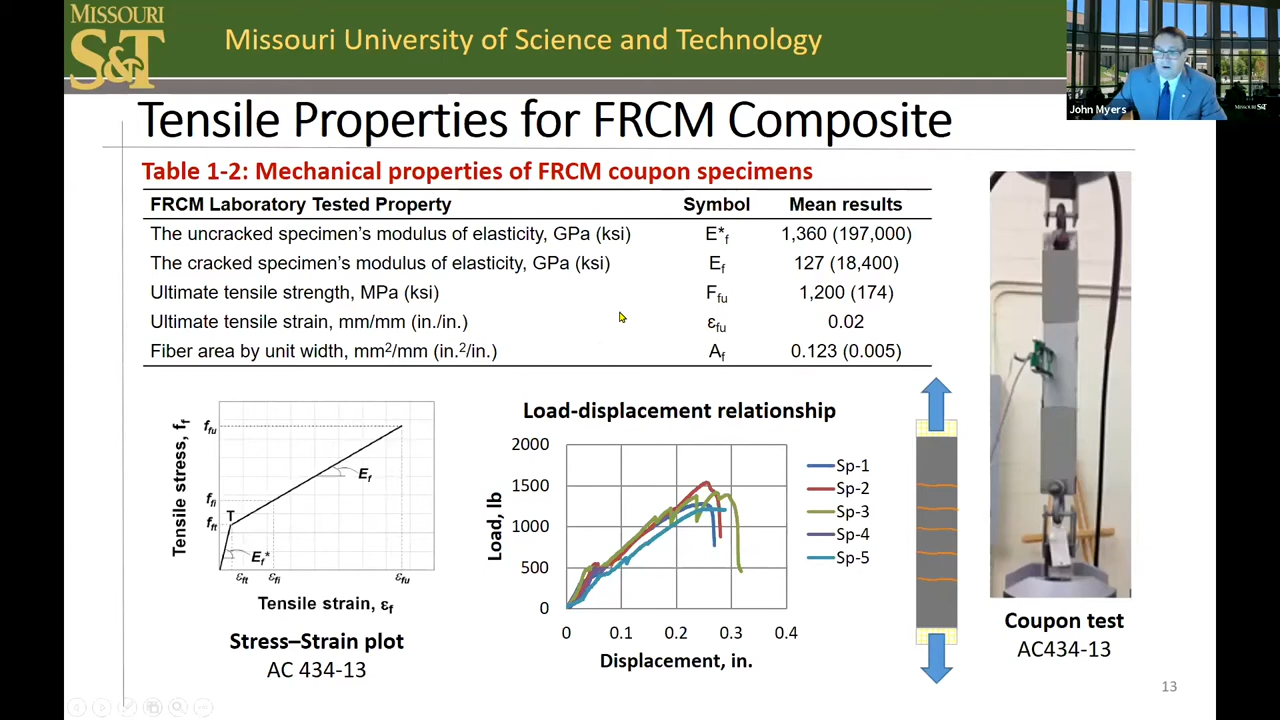 MISSOURI
S&T
Missouri University of Science and Technology
John Myers
MISSOURI S&T
Tensile Properties for FRCM Composite
Table 1-2: Mechanical properties of FRCM coupon specimens
FRCM Laboratory Tested Property Symbol Mean results
The uncracked specimen's modulus of elasticity, GPa (ksi) E*f 1,360 (197,000)
The cracked specimen's modulus of elasticity, GPa (ksi) Ef 127 (18,400)
Ultimate tensile strength, MPa (ksi) Ffu 1,200 (174)
Ultimate tensile strain, mm/mm (in./in.) εfu 0.02
Fiber area by unit width, mm2/mm (in.2/in.) Af 0.123 (0.005)
Tensile stress, ff
ffu
ffi
fft
T
Ef
Ef*
εft εfi εfu
Tensile strain, εf
Stress–Strain plot
AC 434-13
Load-displacement relationship
Load, lb
2000
1500
1000
500
0
0 0.1 0.2 0.3 0.4
Displacement, in.
Sp-1
Sp-2
Sp-3
Sp-4
Sp-5
Coupon test
AC434-13
13